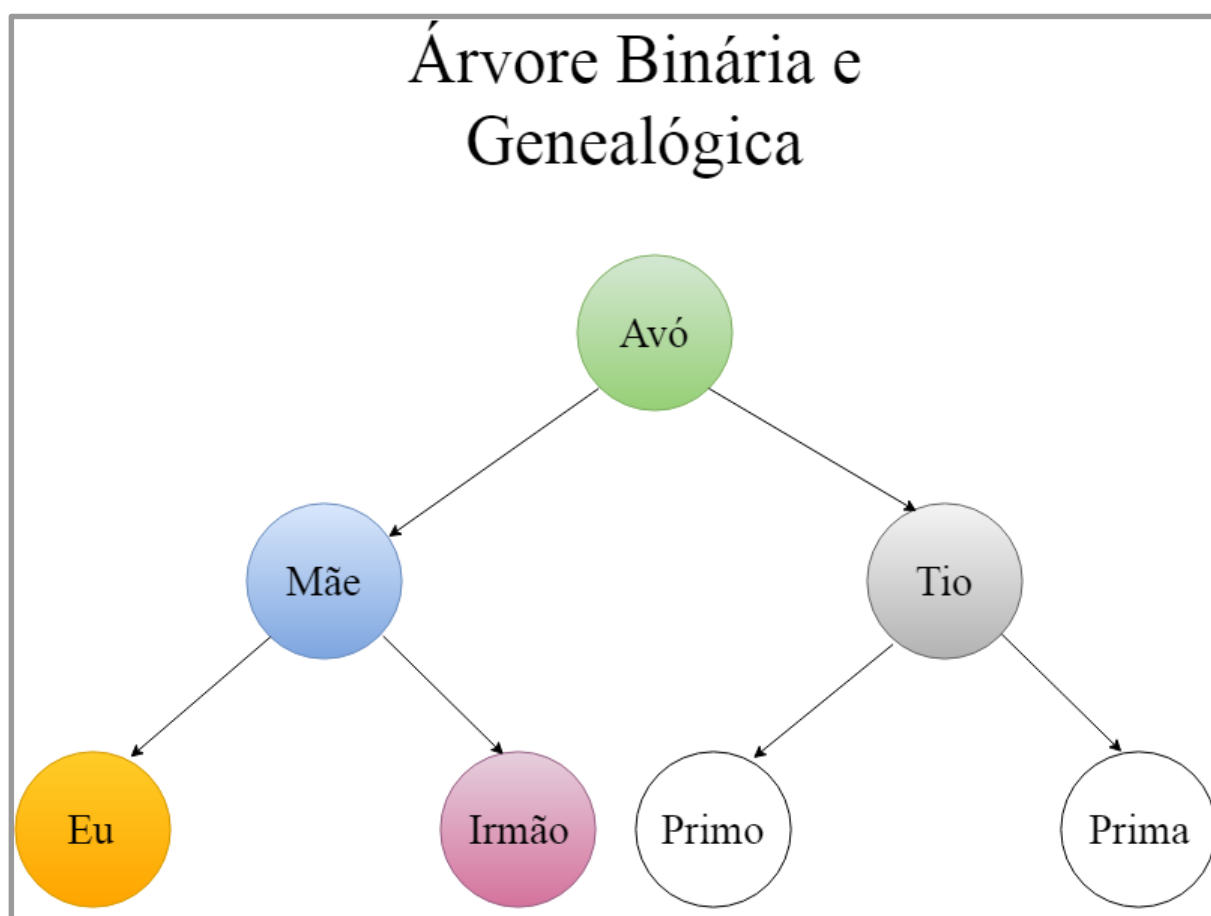 Árvore Binária e
Genealógica
Avó
Mãe
Tio
Eu
Irmão
Primo
Prima